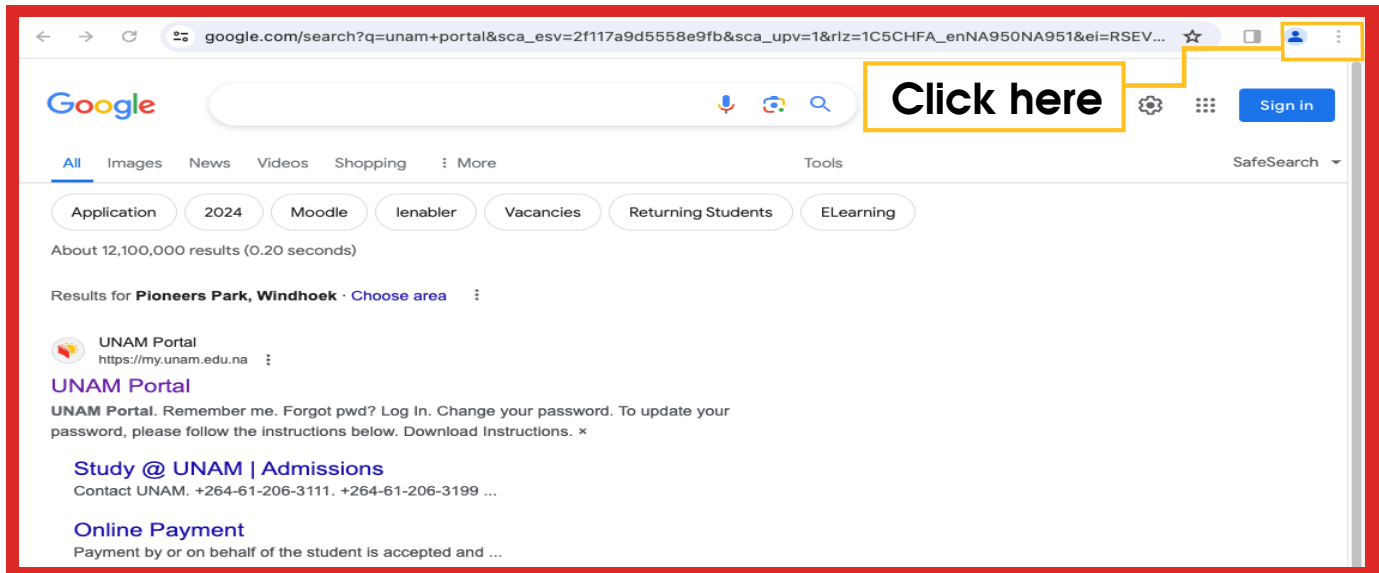 google.com/search?q=unam+portal&sca_esv=2f117a9d5558e9fb&sca_upv=1&rlz=1C5CHFA_enNA950NA951&ei=RSEV...
Google
Click here
Sign in
All Images News Videos Shopping More Tools SafeSearch
Application 2024 Moodle Ienabler Vacancies Returning Students ELearning
About 12,100,000 results (0.20 seconds)
Results for Pioneers Park, Windhoek · Choose area
UNAM Portal
https://my.unam.edu.na
UNAM Portal
UNAM Portal. Remember me. Forgot pwd? Log In. Change your password. To update your
password, please follow the instructions below. Download Instructions. ×
Study @ UNAM | Admissions
Contact UNAM. +264-61-206-3111. +264-61-206-3199 ...
Online Payment
Payment by or on behalf of the student is accepted and ...